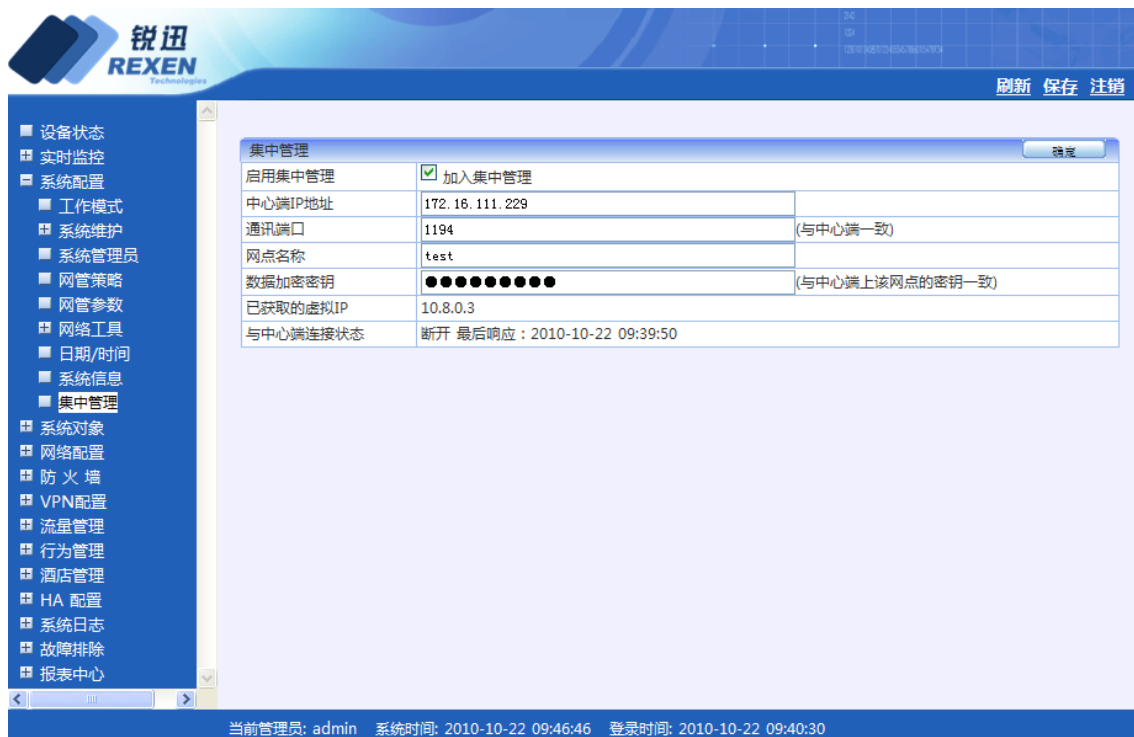 锐迅
REXEN
Technologies
刷新 保存 注销
设备状态
实时监控
系统配置
工作模式
系统维护
系统管理员
网管策略
网管参数
网络工具
日期/时间
系统信息
集中管理
系统对象
网络配置
防 火 墙
VPN配置
流量管理
行为管理
酒店管理
HA 配置
系统日志
故障排除
报表中心
集中管理 确定
启用集中管理 加入集中管理
中心端IP地址 172.16.111.229
通讯端口 1194 (与中心端一致)
网点名称 test
数据加密密钥 ●●●●●●●●● (与中心端上该网点的密钥一致)
已获取的虚拟IP 10.8.0.3
与中心端连接状态 断开 最后响应：2010-10-22 09:39:50
当前管理员: admin 系统时间: 2010-10-22 09:46:46 登录时间: 2010-10-22 09:40:30